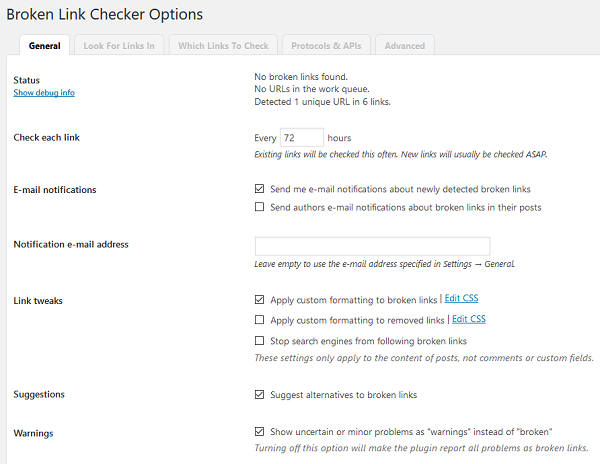 Broken Link Checker Options
General
Look For Links In
Which Links To Check
Protocols & APIs
Advanced
Status
Show debug info
No broken links found.
No URLs in the work queue.
Detected 1 unique URL in 6 links.
Check each link
Every 72 hours
Existing links will be checked this often. New links will usually be checked ASAP.
E-mail notifications
Send me e-mail notifications about newly detected broken links
Send authors e-mail notifications about broken links in their posts
Notification e-mail address
Leave empty to use the e-mail address specified in Settings → General.
Link tweaks
Apply custom formatting to broken links | Edit CSS
Apply custom formatting to removed links | Edit CSS
Stop search engines from following broken links
These settings only apply to the content of posts, not comments or custom fields.
Suggestions
Suggest alternatives to broken links
Warnings
Show uncertain or minor problems as "warnings" instead of "broken"
Turning off this option will make the plugin report all problems as broken links.